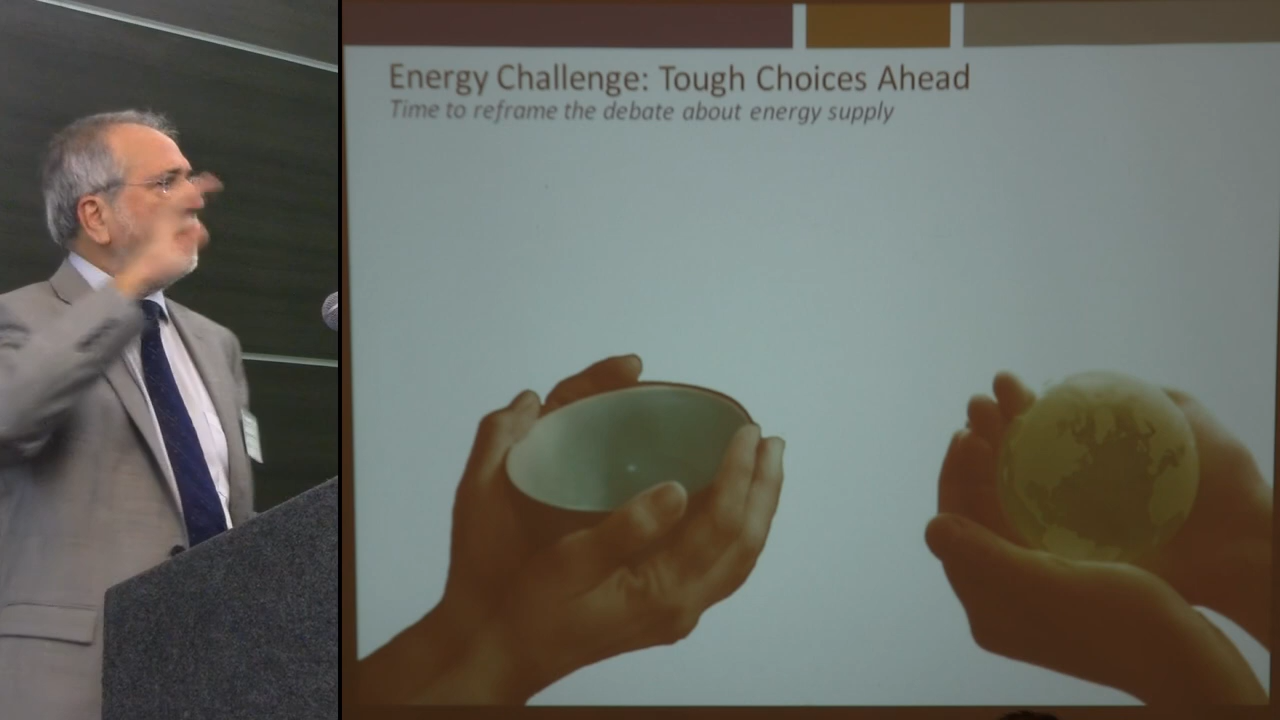 Energy Challenge: Tough Choices Ahead
Time to reframe the debate about energy supply